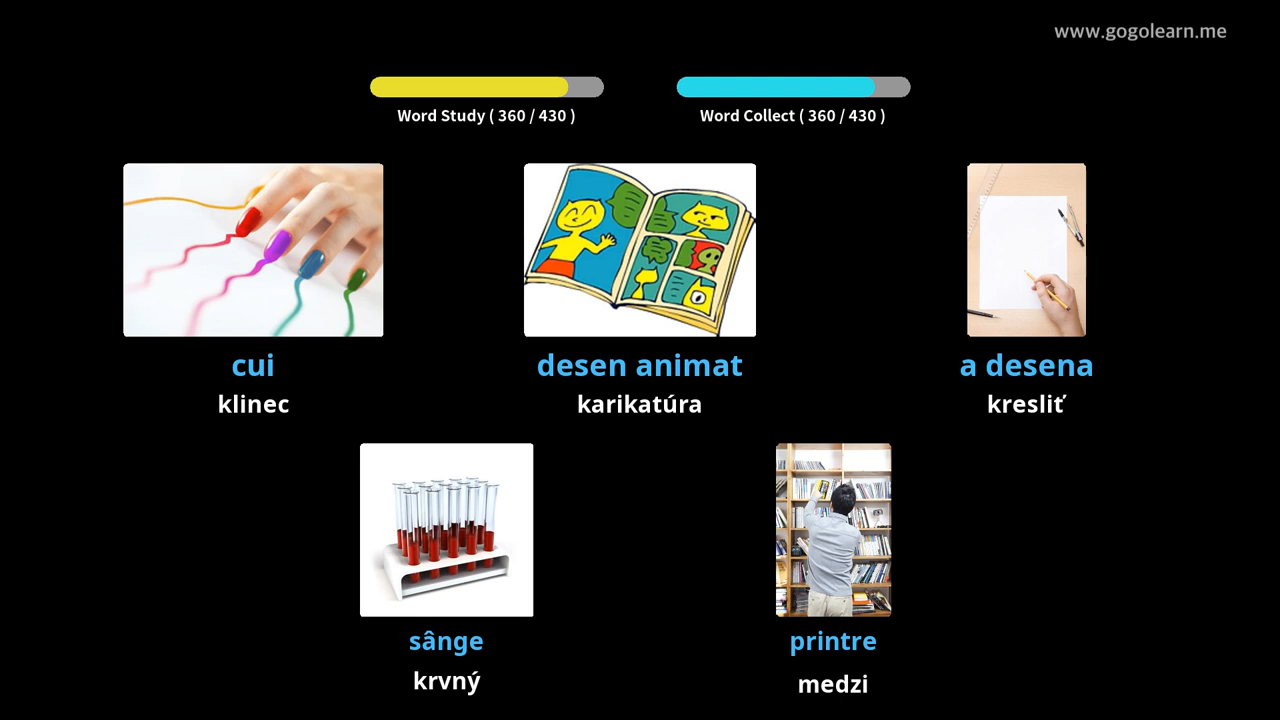 www.gogolearn.me
Word Study ( 360 / 430 )
Word Collect ( 360 / 430 )
cui
klinec
desen animat
karikatúra
a desena
kresliť
sânge
krvný
printre
medzi